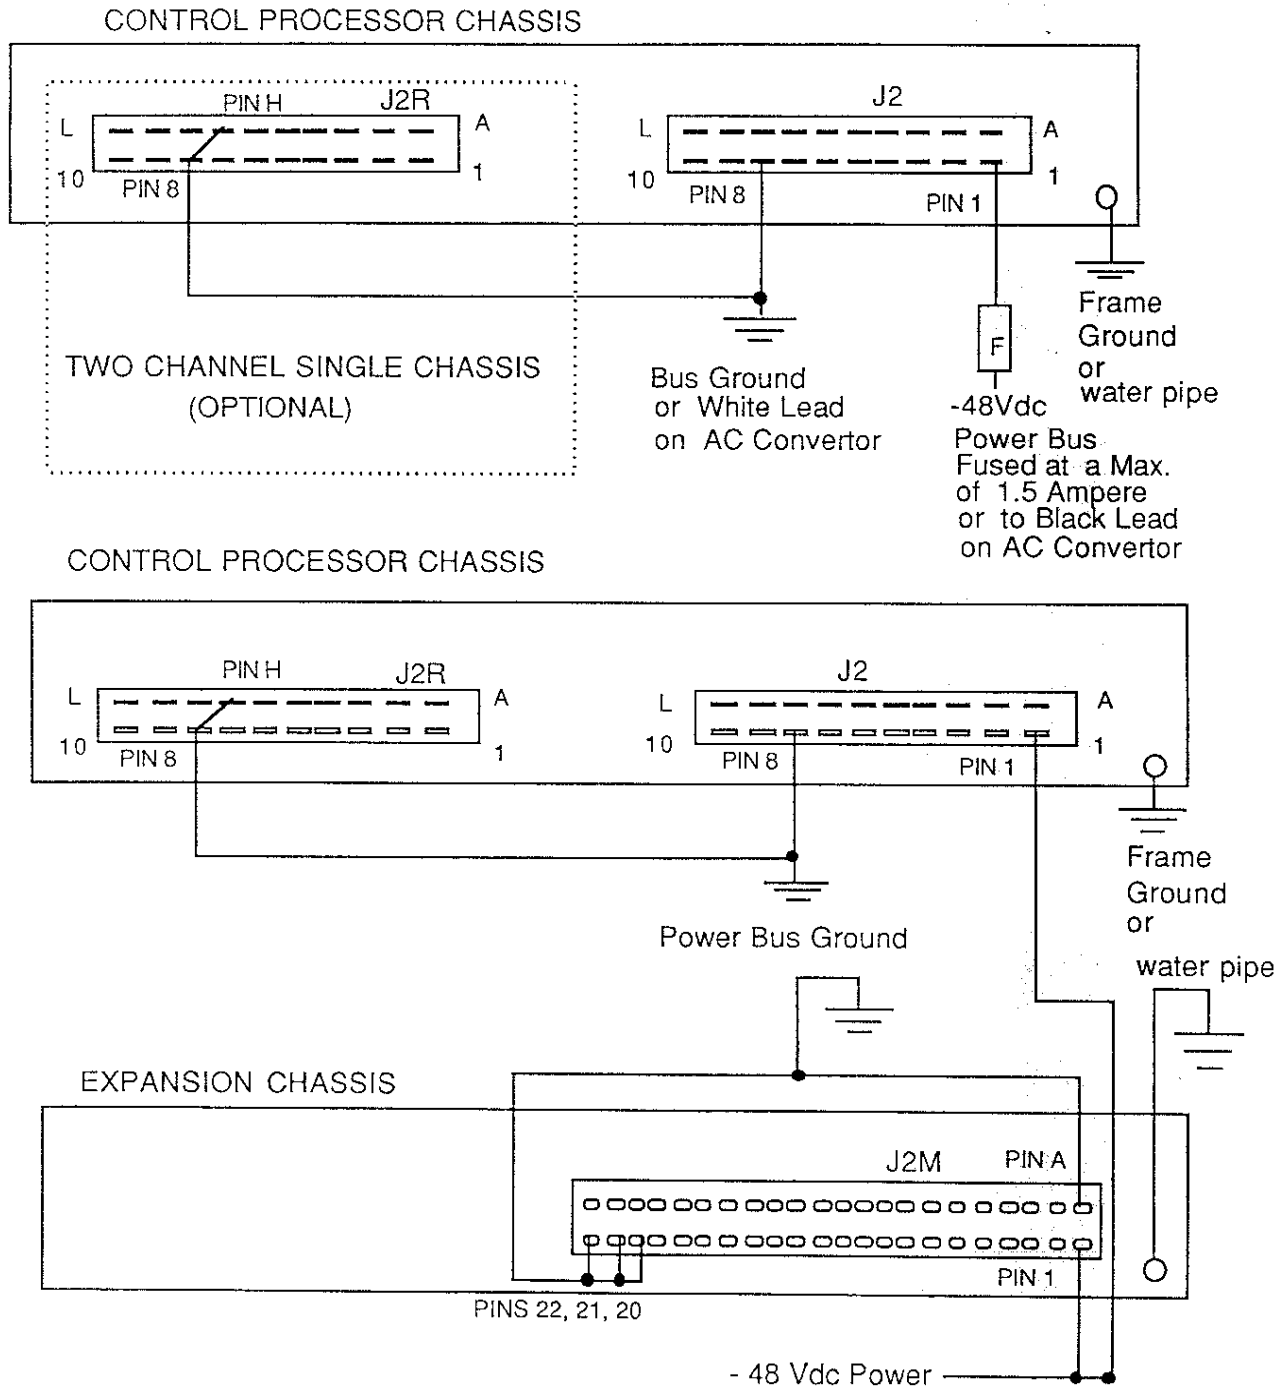 CONTROL PROCESSOR CHASSIS
PIN H
J2R
J2
L
A
L
A
10
PIN 8
1
10
PIN 8
PIN 1
1
Frame
Ground
or
water pipe
F
TWO CHANNEL SINGLE CHASSIS
(OPTIONAL)
Bus Ground
or White Lead
on AC Convertor
-48Vdc
Power Bus
Fused at a Max.
of 1.5 Ampere
or to Black Lead
on AC Convertor
CONTROL PROCESSOR CHASSIS
PIN H
J2R
J2
L
A
L
A
10
PIN 8
1
10
PIN 8
PIN 1
1
Frame
Ground
or
water pipe
Power Bus Ground
EXPANSION CHASSIS
J2M
PIN A
PIN 1
PINS 22, 21, 20
- 48 Vdc Power